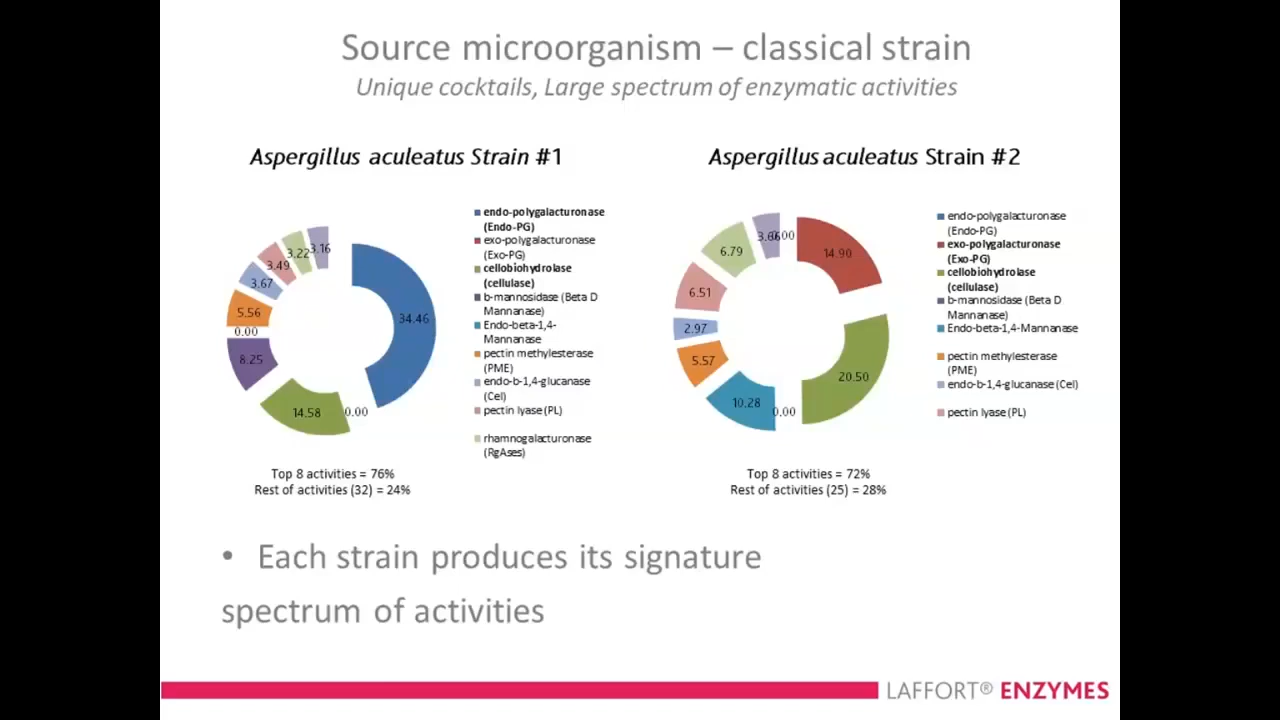 Source microorganism – classical strain
Unique cocktails, Large spectrum of enzymatic activities
Aspergillus aculeatus Strain #1
34.46
0.00
14.58
8.25
0.00
5.56
3.67
3.49
3.22
3.16
endo-polygalacturonase
(Endo-PG)
exo-polygalacturonase
(Exo-PG)
cellobiohydrolase
(cellulase)
b-mannosidase (Beta D
Mannanase)
Endo-beta-1,4-
Mannanase
pectin methylesterase
(PME)
endo-b-1,4-glucanase
(Cel)
pectin lyase (PL)
rhamnogalacturonase
(RgAses)
Top 8 activities = 76%
Rest of activities (32) = 24%
Aspergillus aculeatus Strain #2
0.00
14.90
20.50
0.00
10.28
5.57
2.97
6.51
6.79
3.66
endo-polygalacturonase
(Endo-PG)
exo-polygalacturonase
(Exo-PG)
cellobiohydrolase
(cellulase)
b-mannosidase (Beta D
Mannanase)
Endo-beta-1,4-Mannanase
pectin methylesterase
(PME)
endo-b-1,4-glucanase (Cel)
pectin lyase (PL)
Top 8 activities = 72%
Rest of activities (25) = 28%
• Each strain produces its signature
spectrum of activities
LAFFORT® ENZYMES